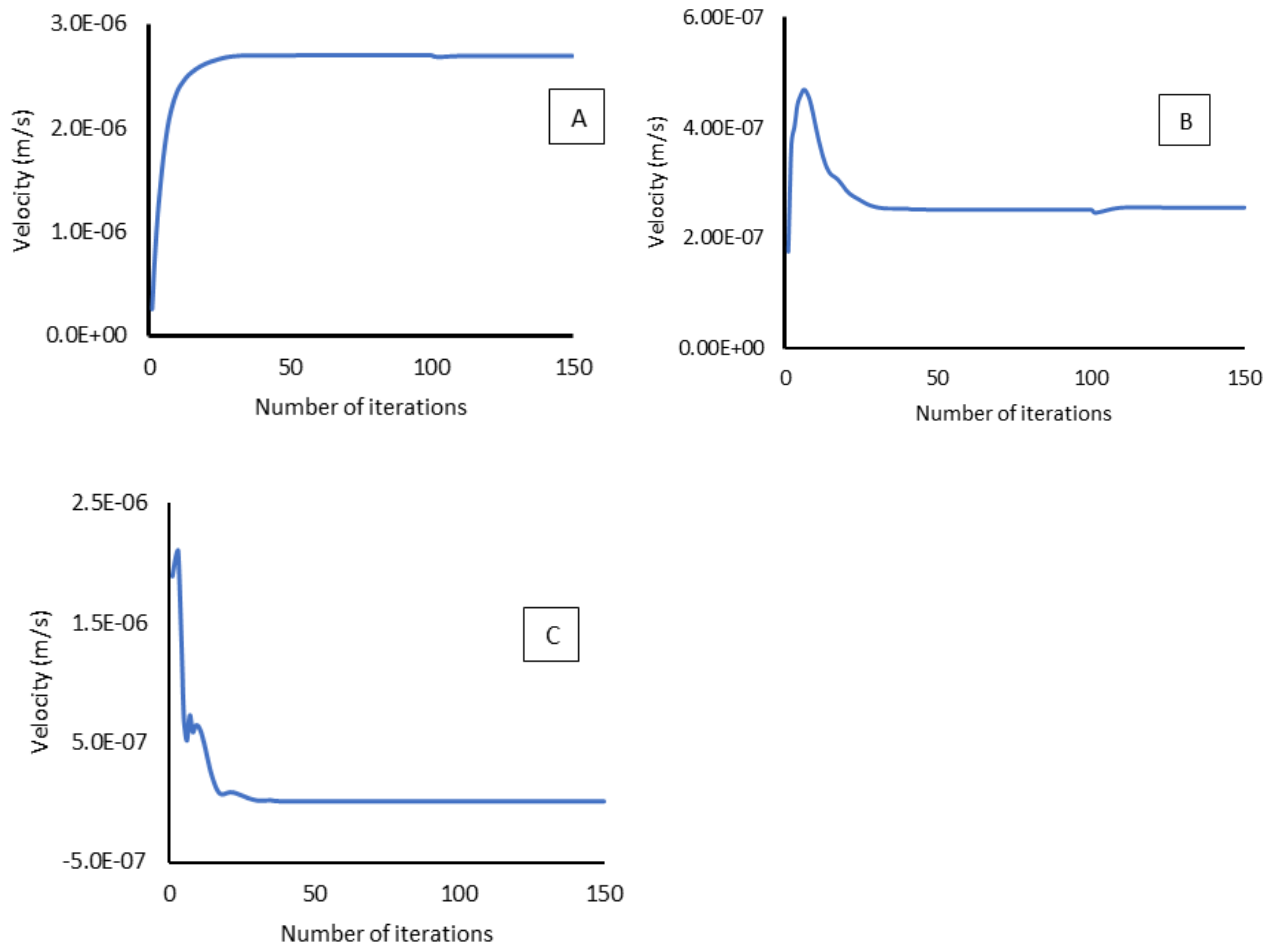 3.0E-06
2.0E-06
1.0E-06
0.0E+00
Velocity (m/s)
0 50 100 150
Number of iterations
A
6.00E-07
4.00E-07
2.00E-07
0.00E+00
Velocity (m/s)
0 50 100 150
Number of iterations
B
2.5E-06
1.5E-06
5.0E-07
-5.0E-07
Velocity (m/s)
0 50 100 150
Number of iterations
C